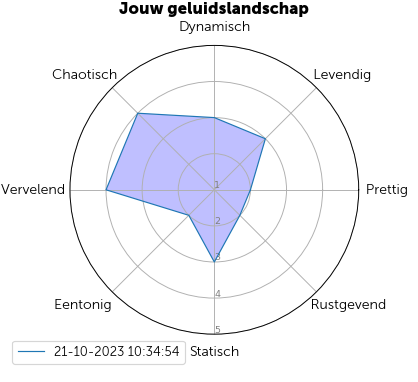 Jouw geluidslandschap
Dynamisch
Chaotisch
Levendig
Vervelend
1
Prettig
2
3
4
Eentonig
Rustgevend
5
21-10-2023 10:34:54
Statisch